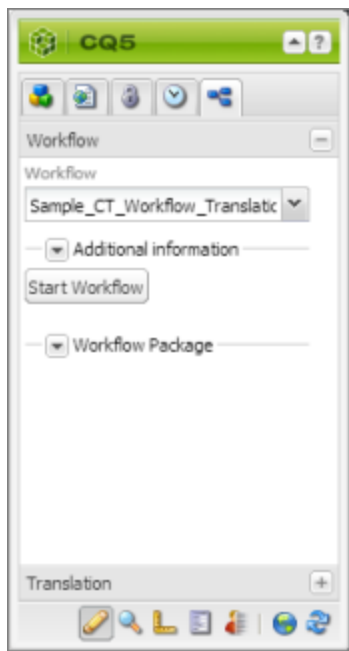 CQ5
?
Workflow
Workflow
Sample_CT_Workflow_Translatic
Additional information
Start Workflow
Workflow Package
Translation